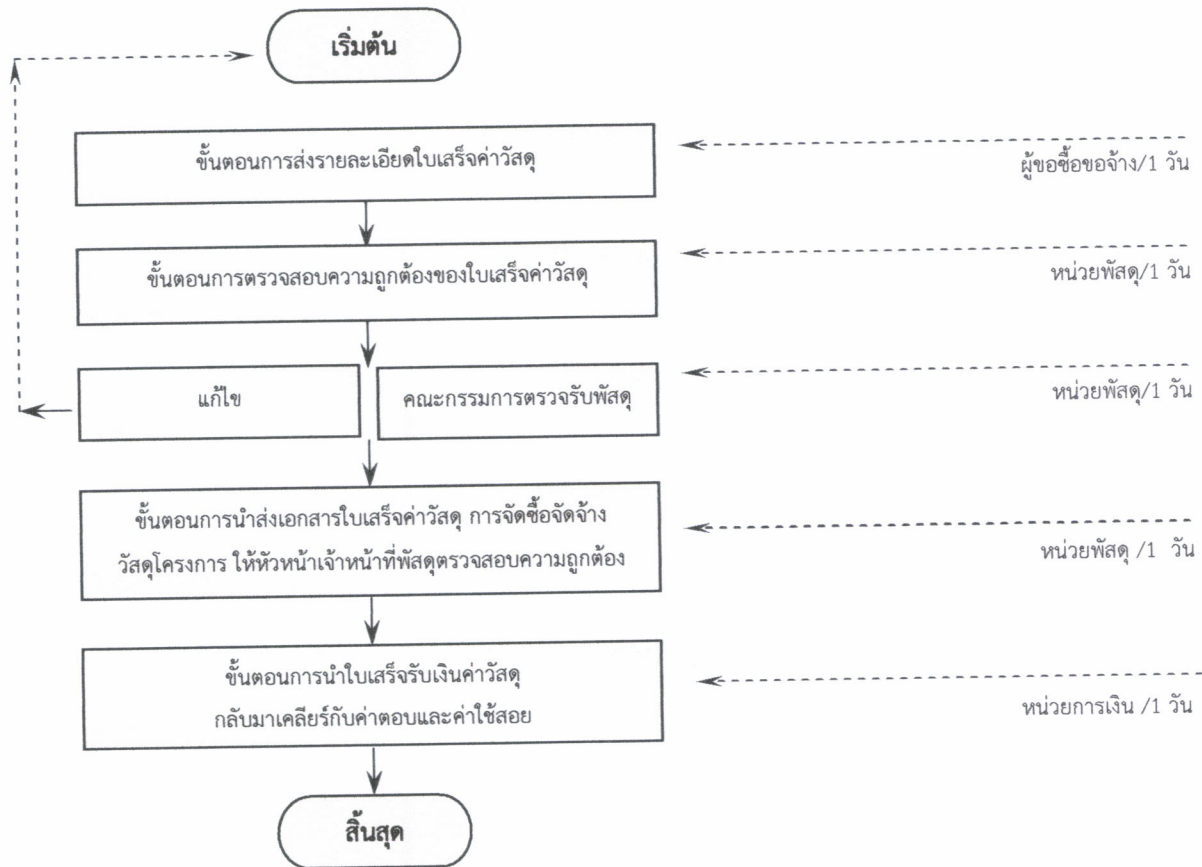 เริ่มต้น
ขั้นตอนการส่งรายละเอียดใบเสร็จค่าวัสดุ
ผู้ขอซื้อขอจ้าง/1 วัน
ขั้นตอนการตรวจสอบความถูกต้องของใบเสร็จค่าวัสดุ
หน่วยพัสดุ/1 วัน
แก้ไข
คณะกรรมการตรวจรับพัสดุ
หน่วยพัสดุ/1 วัน
ขั้นตอนการนำส่งเอกสารใบเสร็จค่าวัสดุ การจัดซื้อจัดจ้าง
วัสดุโครงการ ให้หัวหน้าเจ้าหน้าที่พัสดุตรวจสอบความถูกต้อง
หน่วยพัสดุ /1 วัน
ขั้นตอนการนำใบเสร็จรับเงินค่าวัสดุ
กลับมาเคลียร์กับค่าตอบและค่าใช้สอย
หน่วยการเงิน /1 วัน
สิ้นสุด